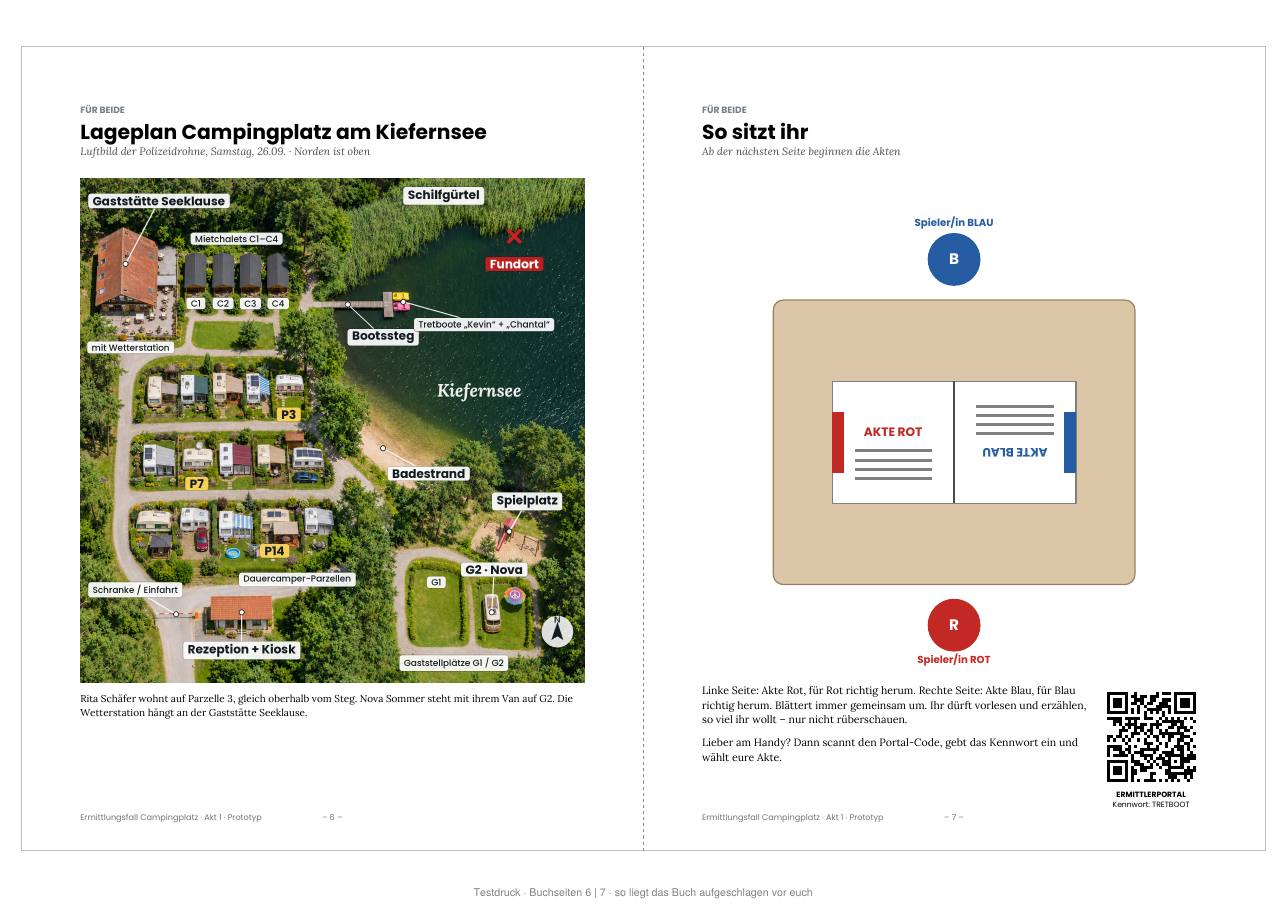 FÜR BEIDE
Lageplan Campingplatz am Kiefernsee
Luftbild der Polizeidrohne, Samstag, 26.09. · Norden ist oben
Gaststätte Seeklause
Schilfgürtel
Mietchalets C1–C4
Fundort
C1 C2 C3 C4
Tretboote „Kevin“ + „Chantal“
Bootssteg
mit Wetterstation
Kiefernsee
P3
Badestrand
P7
Spielplatz
P14
G2 · Nova
Dauercamper-Parzellen
G1
Schranke / Einfahrt
N
Rezeption + Kiosk
Gaststellplätze G1 / G2
Rita Schäfer wohnt auf Parzelle 3, gleich oberhalb vom Steg. Nova Sommer steht mit ihrem Van auf G2. Die
Wetterstation hängt an der Gaststätte Seeklause.
Ermittlungsfall Campingplatz · Akt 1 · Prototyp
– 6 –
FÜR BEIDE
So sitzt ihr
Ab der nächsten Seite beginnen die Akten
Spieler/in BLAU
B
AKTE ROT
AKTE BLAU
R
Spieler/in ROT
Linke Seite: Akte Rot, für Rot richtig herum. Rechte Seite: Akte Blau, für Blau
richtig herum. Blättert immer gemeinsam um. Ihr dürft vorlesen und erzählen,
so viel ihr wollt – nur nicht rüberschauen.
Lieber am Handy? Dann scannt den Portal-Code, gebt das Kennwort ein und
wählt eure Akte.
ERMITTLERPORTAL
Kennwort: TRETBOOT
Ermittlungsfall Campingplatz · Akt 1 · Prototyp
– 7 –
Testdruck · Buchseiten 6 | 7 · so liegt das Buch aufgeschlagen vor euch